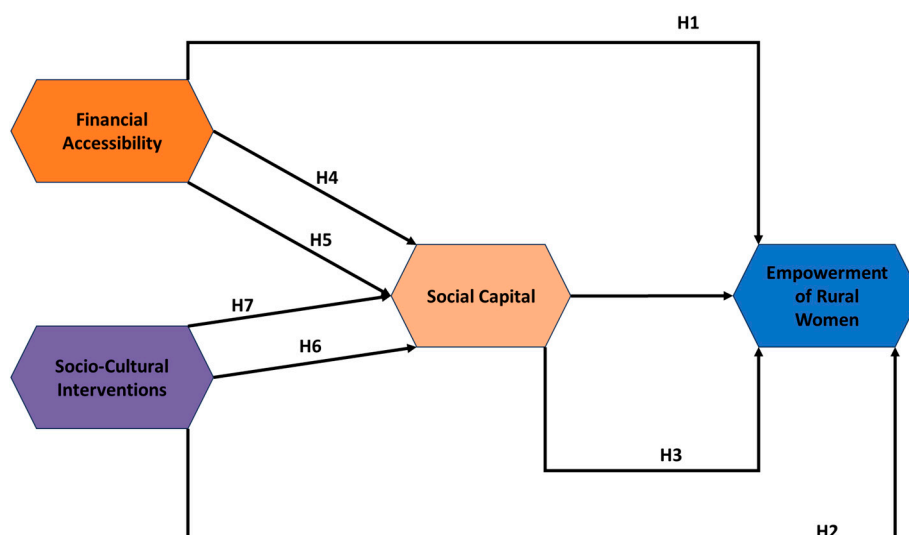 H1
Financial
Accessibility
H4
H5
Social Capital
Empowerment
of Rural
Women
H7
H6
Socio-Cultural
Interventions
H3
H2